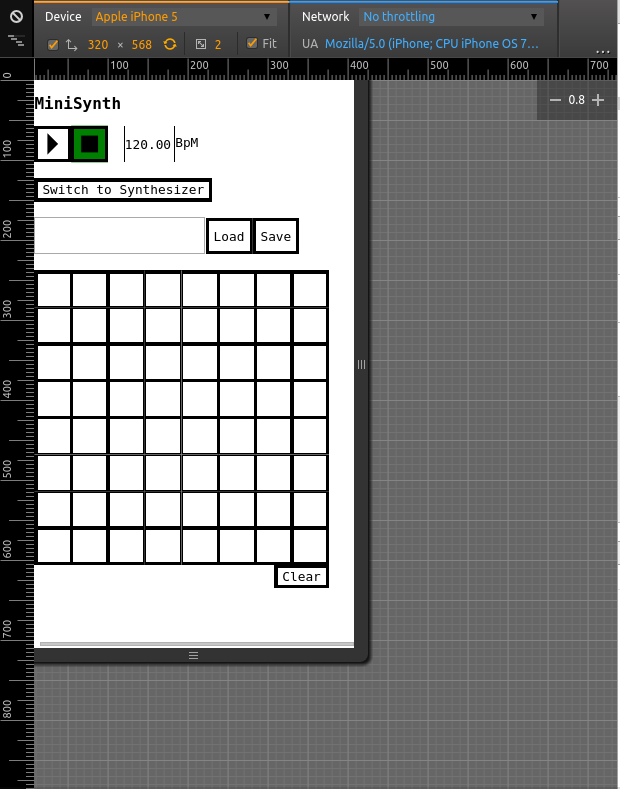 Device Apple iPhone 5 Network No throttling
320 × 568 2 Fit UA Mozilla/5.0 (iPhone; CPU iPhone OS 7... ...
0 100 200 300 400 500 600 700
0.8
MiniSynth
120.00 BpM
Switch to Synthesizer
Load Save
Clear
0
100
200
300
400
500
600
700
800